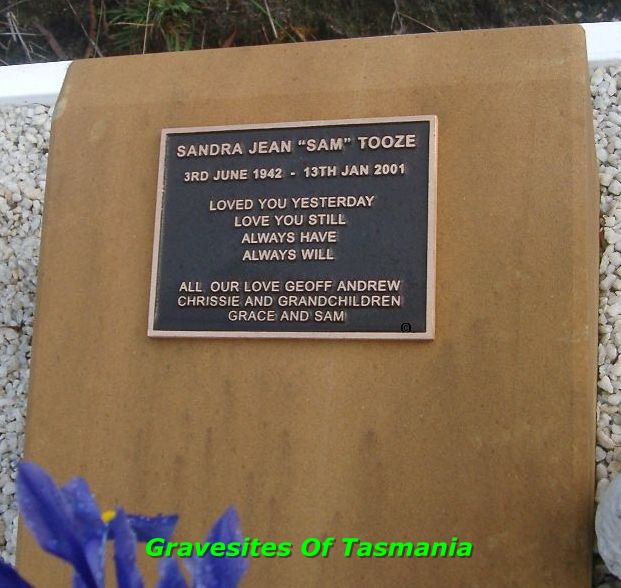 SANDRA JEAN “SAM” TOOZE
3RD JUNE 1942 - 13TH JAN 2001
LOVED YOU YESTERDAY
LOVE YOU STILL
ALWAYS HAVE
ALWAYS WILL
ALL OUR LOVE GEOFF ANDREW
CHRISSIE AND GRANDCHILDREN
GRACE AND SAM
©
Gravesites Of Tasmania